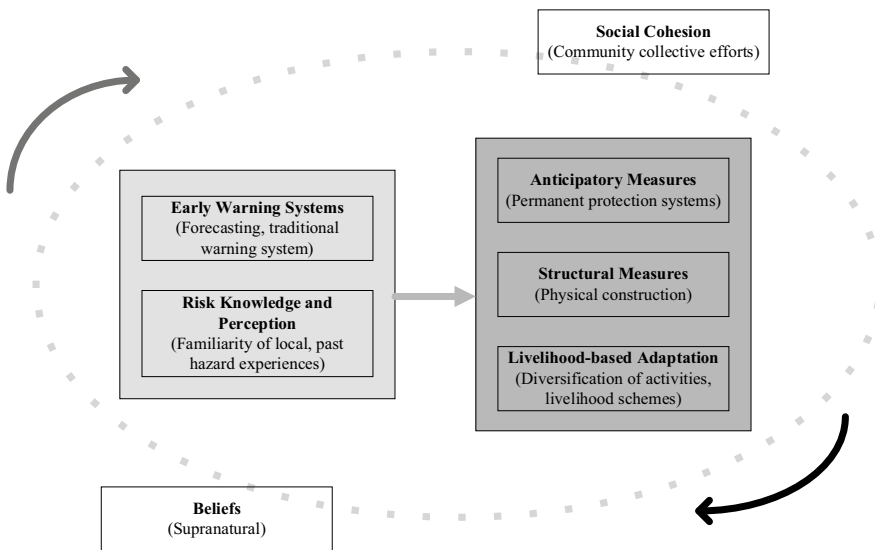 Social Cohesion
(Community collective efforts)
Early Warning Systems
(Forecasting, traditional
warning system)
Risk Knowledge and
Perception
(Familiarity of local, past
hazard experiences)
Anticipatory Measures
(Permanent protection systems)
Structural Measures
(Physical construction)
Livelihood-based Adaptation
(Diversification of activities,
livelihood schemes)
Beliefs
(Supranatural)